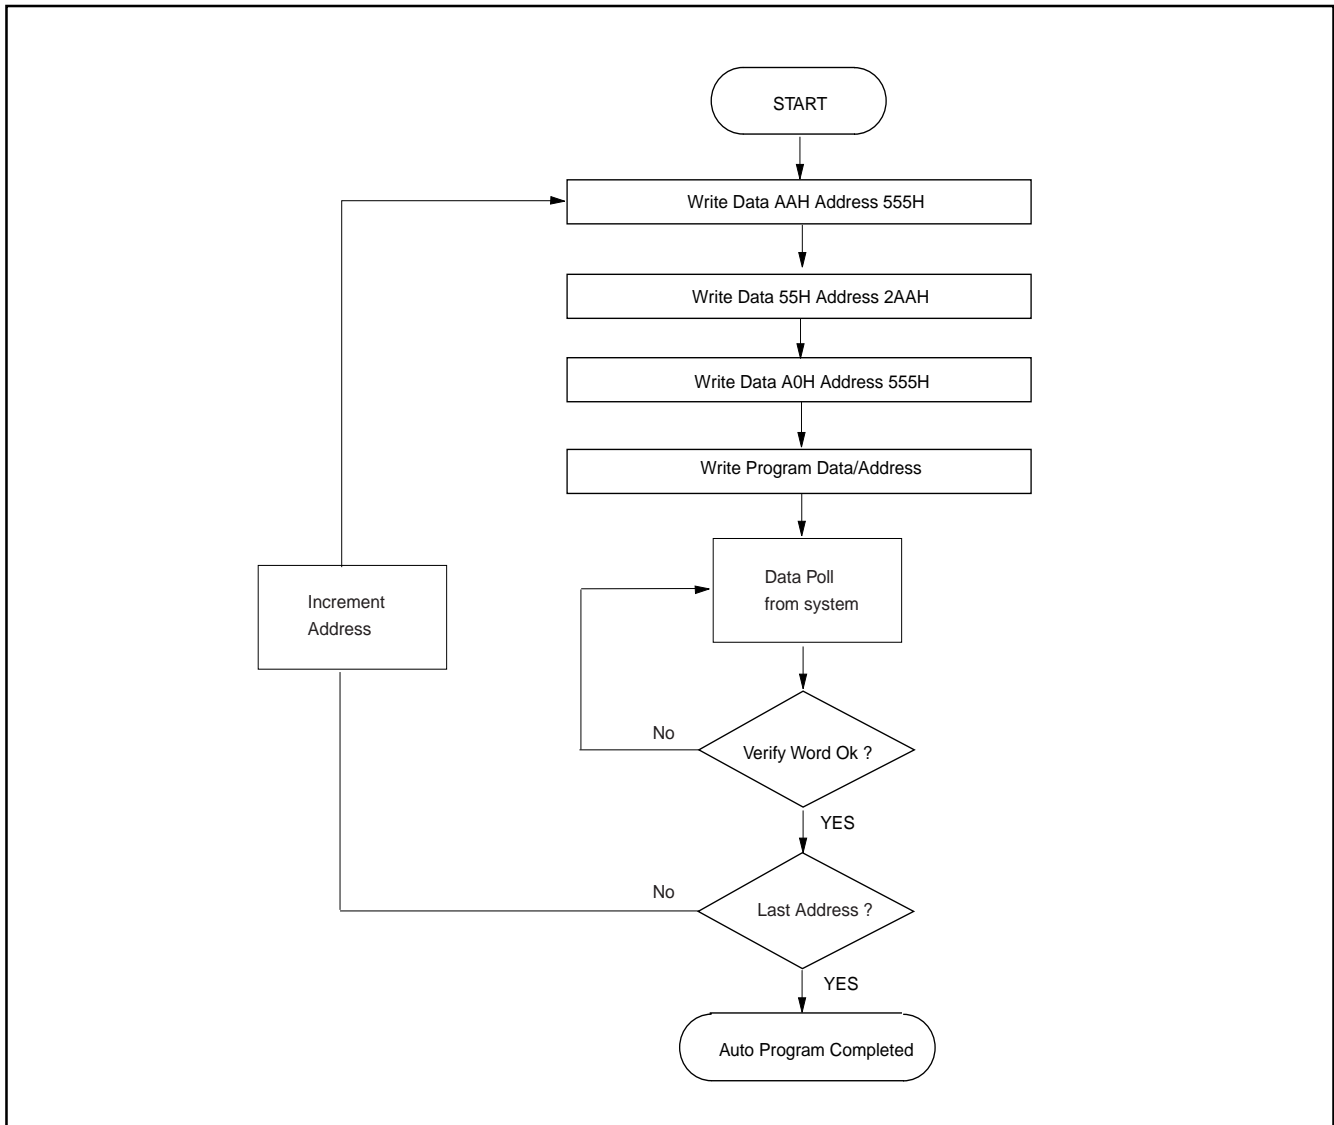 START
Write Data AAH Address 555H
Write Data 55H Address 2AAH
Write Data A0H Address 555H
Write Program Data/Address
Data Poll
from system
Increment
Address
No
Verify Word Ok ?
YES
No
Last Address ?
YES
Auto Program Completed